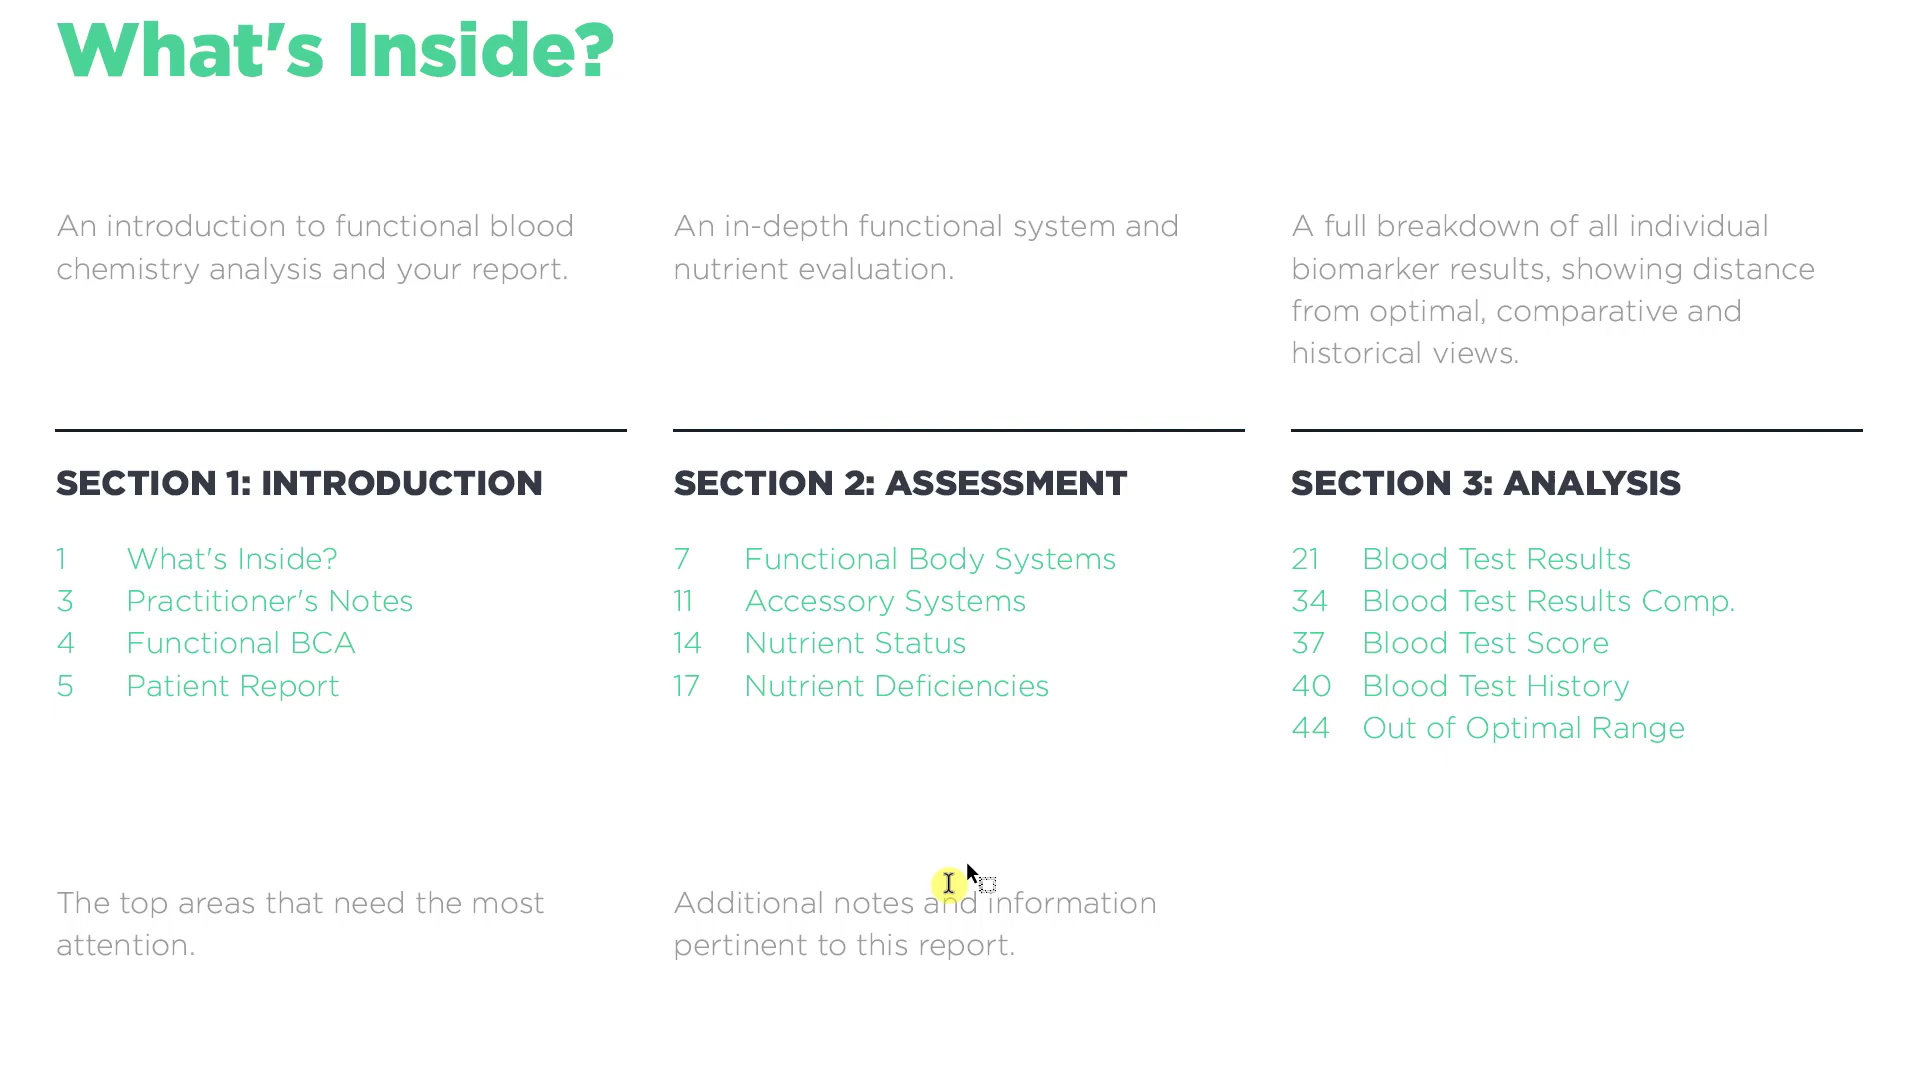 What's Inside?
An introduction to functional blood
chemistry analysis and your report.
SECTION 1: INTRODUCTION
1 What's Inside?
3 Practitioner's Notes
4 Functional BCA
5 Patient Report
An in-depth functional system and
nutrient evaluation.
SECTION 2: ASSESSMENT
7 Functional Body Systems
11 Accessory Systems
14 Nutrient Status
17 Nutrient Deficiencies
A full breakdown of all individual
biomarker results, showing distance
from optimal, comparative and
historical views.
SECTION 3: ANALYSIS
21 Blood Test Results
34 Blood Test Results Comp.
37 Blood Test Score
40 Blood Test History
44 Out of Optimal Range
The top areas that need the most
attention.
Additional notes and information
pertinent to this report.